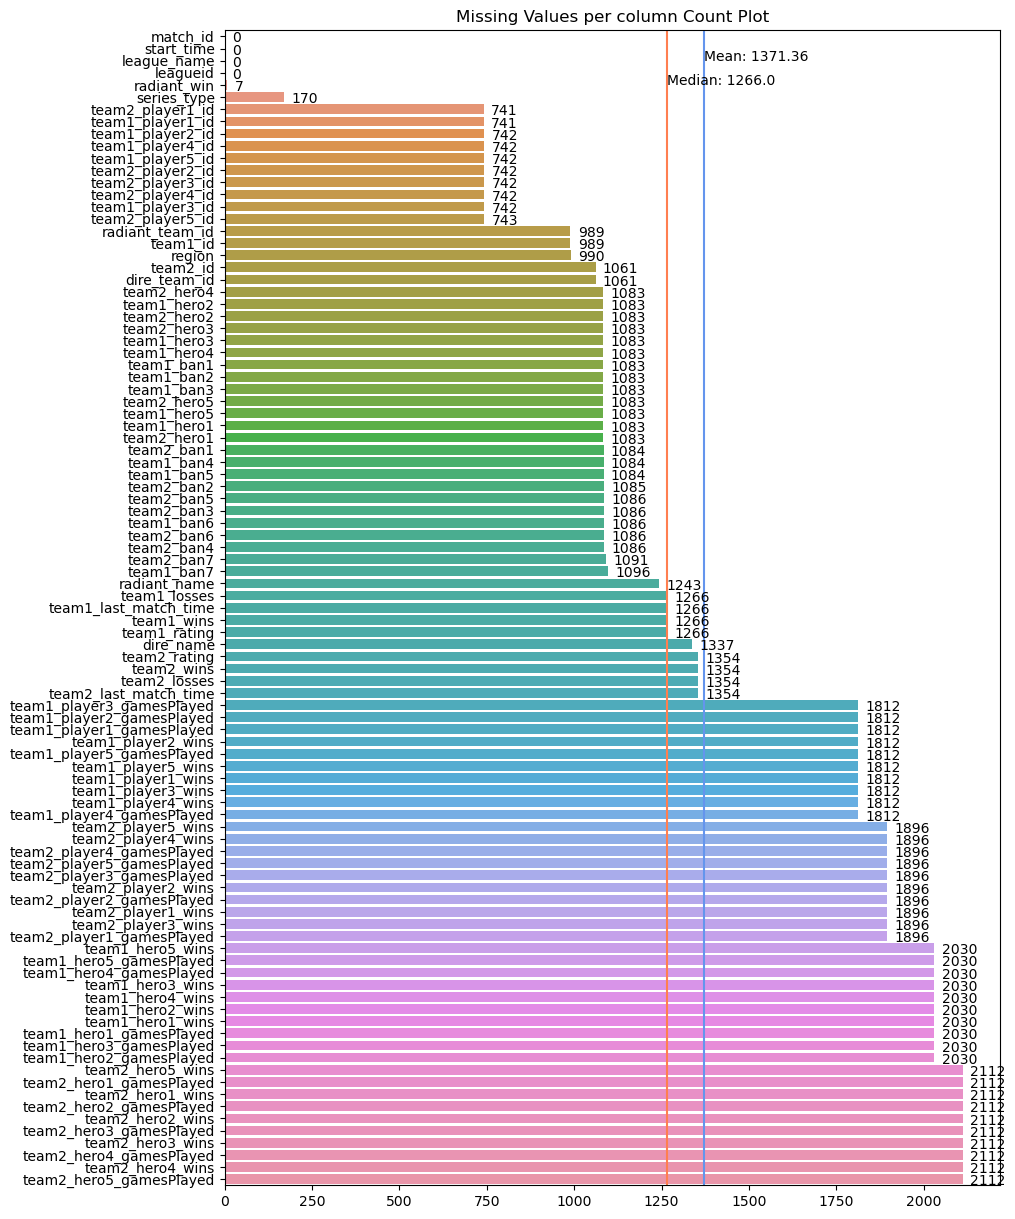 Missing Values per column Count Plot
match_id 0
start_time 0
league_name 0
Mean: 1371.36
leagueid 0
Median: 1266.0
radiant_win 7
series_type 170
team2_player1_id 741
team1_player1_id 741
team1_player2_id 742
team1_player4_id 742
team1_player5_id 742
team2_player2_id 742
team2_player3_id 742
team2_player4_id 742
team1_player3_id 742
team2_player5_id 743
radiant_team_id 989
team1_id 989
region 990
team2_id 1061
dire_team_id 1061
team2_hero4 1083
team1_hero2 1083
team2_hero2 1083
team2_hero3 1083
team1_hero3 1083
team1_hero4 1083
team1_ban1 1083
team1_ban2 1083
team1_ban3 1083
team2_hero5 1083
team1_hero5 1083
team1_hero1 1083
team2_hero1 1083
team2_ban1 1084
team1_ban4 1084
team1_ban5 1084
team2_ban2 1085
team2_ban5 1086
team2_ban3 1086
team1_ban6 1086
team2_ban6 1086
team2_ban4 1086
team2_ban7 1091
team1_ban7 1096
radiant_name 1243
team1_losses 1266
team1_last_match_time 1266
team1_wins 1266
team1_rating 1266
dire_name 1337
team2_rating 1354
team2_wins 1354
team2_losses 1354
team2_last_match_time 1354
team1_player3_gamesPlayed 1812
team1_player2_gamesPlayed 1812
team1_player1_gamesPlayed 1812
team1_player2_wins 1812
team1_player5_gamesPlayed 1812
team1_player5_wins 1812
team1_player1_wins 1812
team1_player3_wins 1812
team1_player4_wins 1812
team1_player4_gamesPlayed 1812
team2_player5_wins 1896
team2_player4_wins 1896
team2_player4_gamesPlayed 1896
team2_player5_gamesPlayed 1896
team2_player3_gamesPlayed 1896
team2_player2_wins 1896
team2_player2_gamesPlayed 1896
team2_player1_wins 1896
team2_player3_wins 1896
team2_player1_gamesPlayed 1896
team1_hero5_wins 2030
team1_hero5_gamesPlayed 2030
team1_hero4_gamesPlayed 2030
team1_hero3_wins 2030
team1_hero4_wins 2030
team1_hero2_wins 2030
team1_hero1_wins 2030
team1_hero1_gamesPlayed 2030
team1_hero3_gamesPlayed 2030
team1_hero2_gamesPlayed 2030
team2_hero5_wins 2112
team2_hero1_gamesPlayed 2112
team2_hero1_wins 2112
team2_hero2_gamesPlayed 2112
team2_hero2_wins 2112
team2_hero3_gamesPlayed 2112
team2_hero3_wins 2112
team2_hero4_gamesPlayed 2112
team2_hero4_wins 2112
team2_hero5_gamesPlayed 2112
0 250 500 750 1000 1250 1500 1750 2000